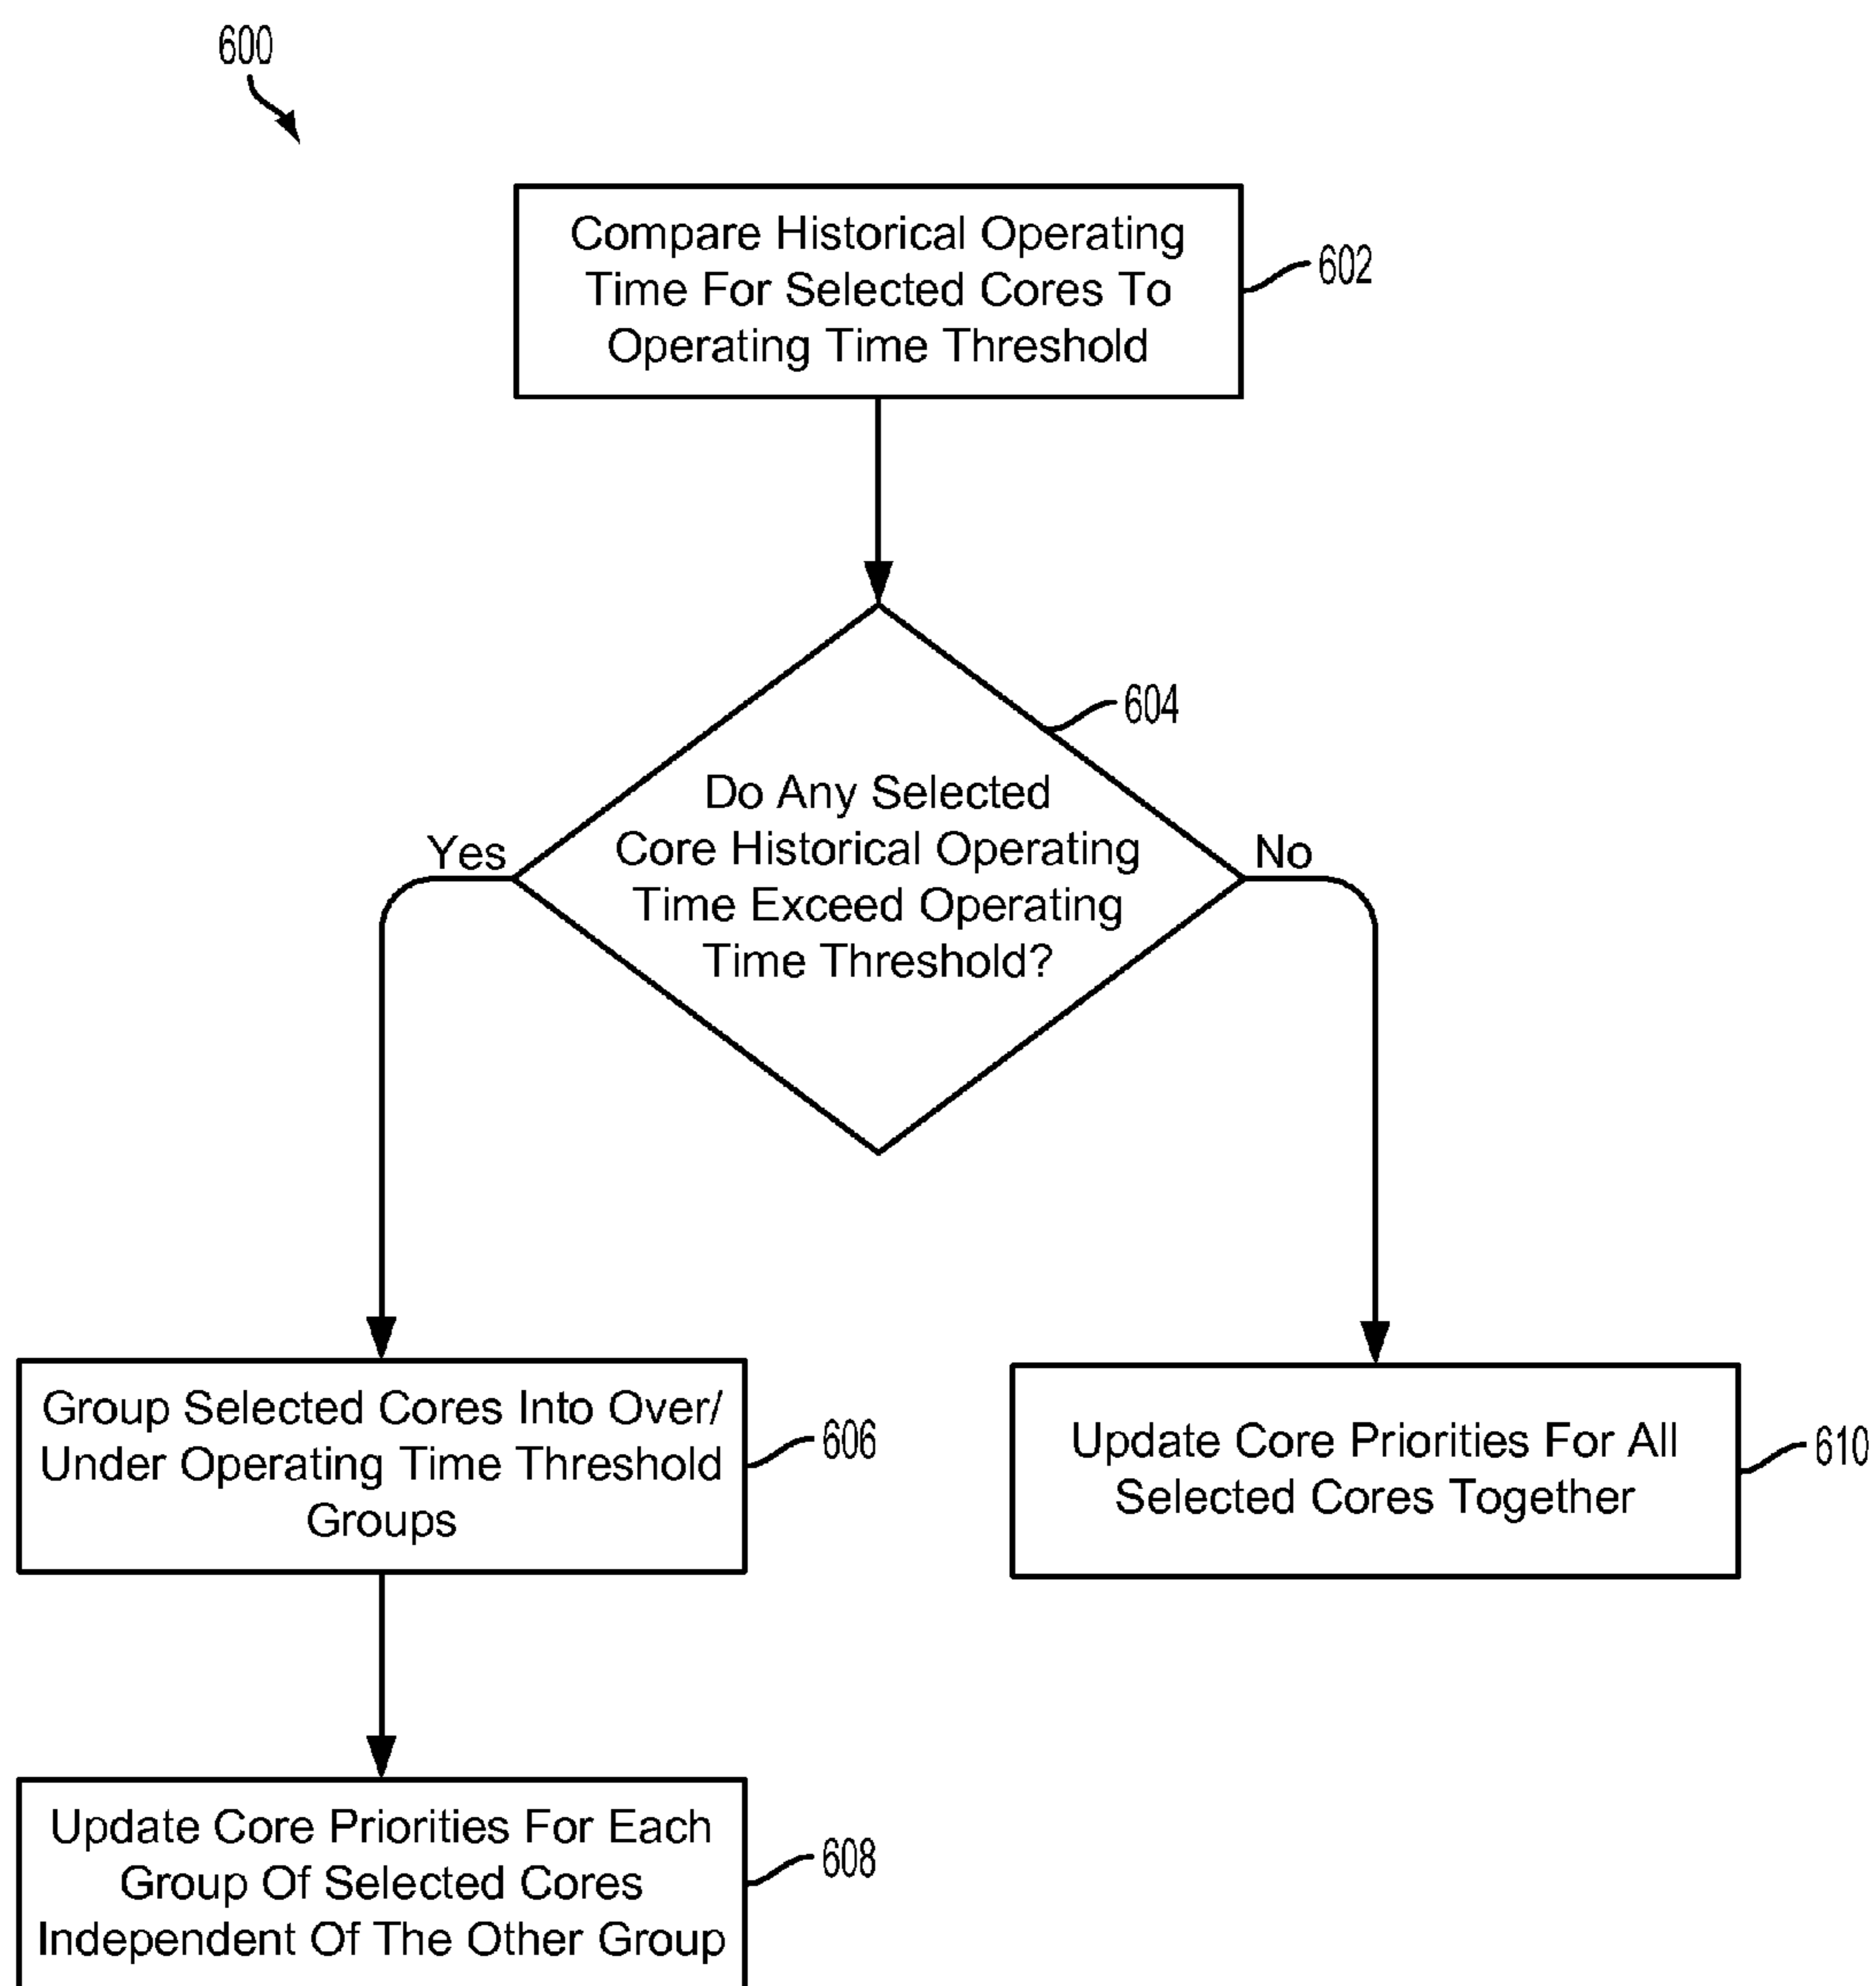 600
Compare Historical Operating
Time For Selected Cores To
Operating Time Threshold
602
604
Do Any Selected
Core Historical Operating
Time Exceed Operating
Time Threshold?
Yes
No
Group Selected Cores Into Over/
Under Operating Time Threshold
Groups
606
Update Core Priorities For All
Selected Cores Together
610
Update Core Priorities For Each
Group Of Selected Cores
Independent Of The Other Group
608